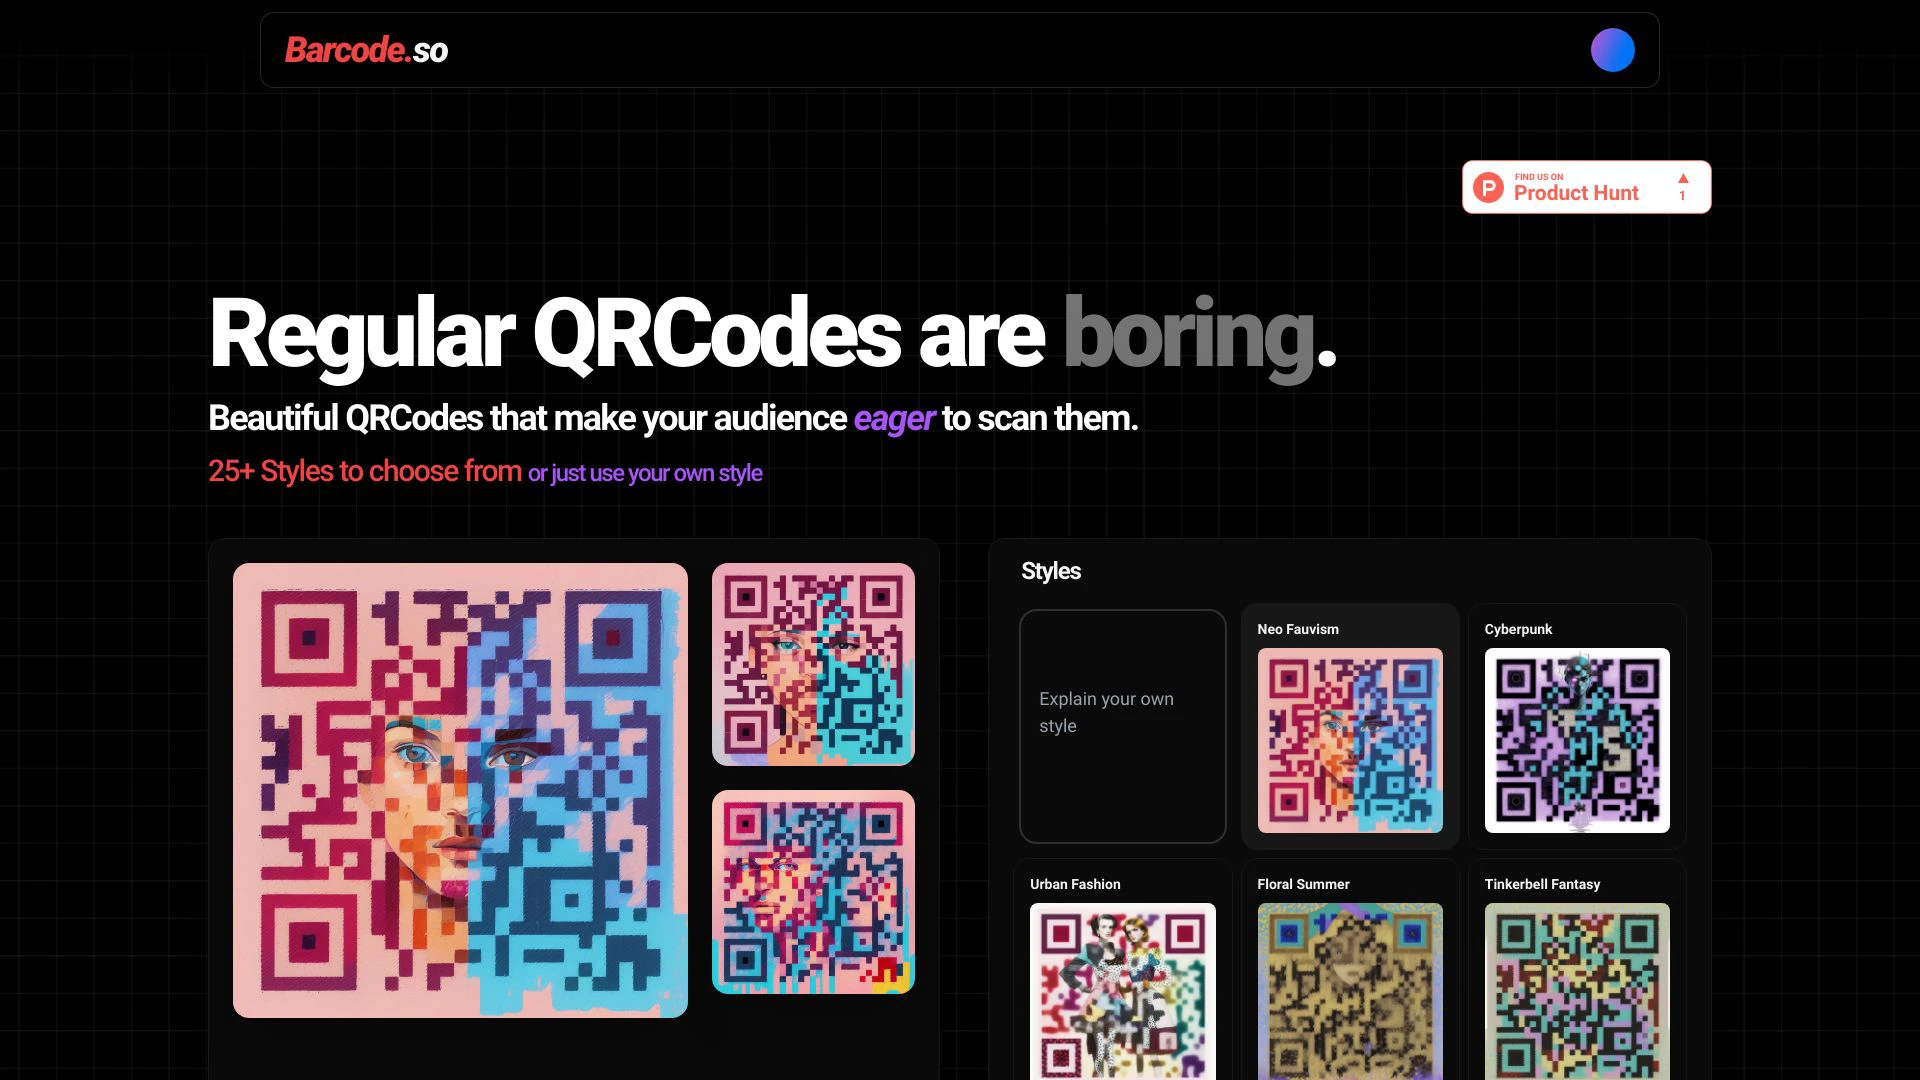 Barcode.so
FIND US ON
Product Hunt
1
Regular QRCodes are boring.
Beautiful QRCodes that make your audience eager to scan them.
25+ Styles to choose from or just use your own style
Styles
Explain your own
style
Neo Fauvism
Cyberpunk
Urban Fashion
Floral Summer
Tinkerbell Fantasy